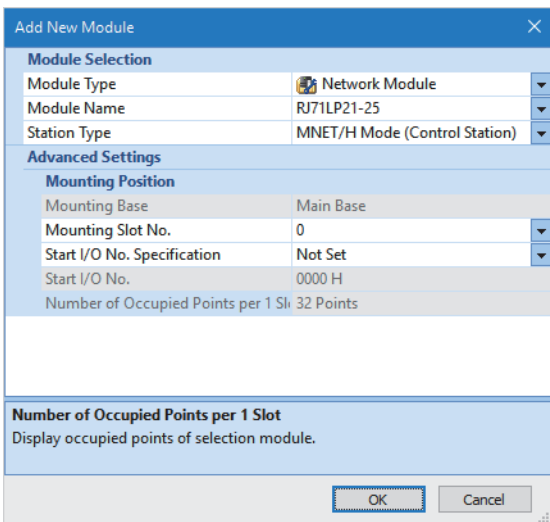 Add New Module
Module Selection
Module Type Network Module
Module Name RJ71LP21-25
Station Type MNET/H Mode (Control Station)
Advanced Settings
Mounting Position
Mounting Base Main Base
Mounting Slot No. 0
Start I/O No. Specification Not Set
Start I/O No. 0000 H
Number of Occupied Points per 1 Sl 32 Points
Number of Occupied Points per 1 Slot
Display occupied points of selection module.
OK Cancel